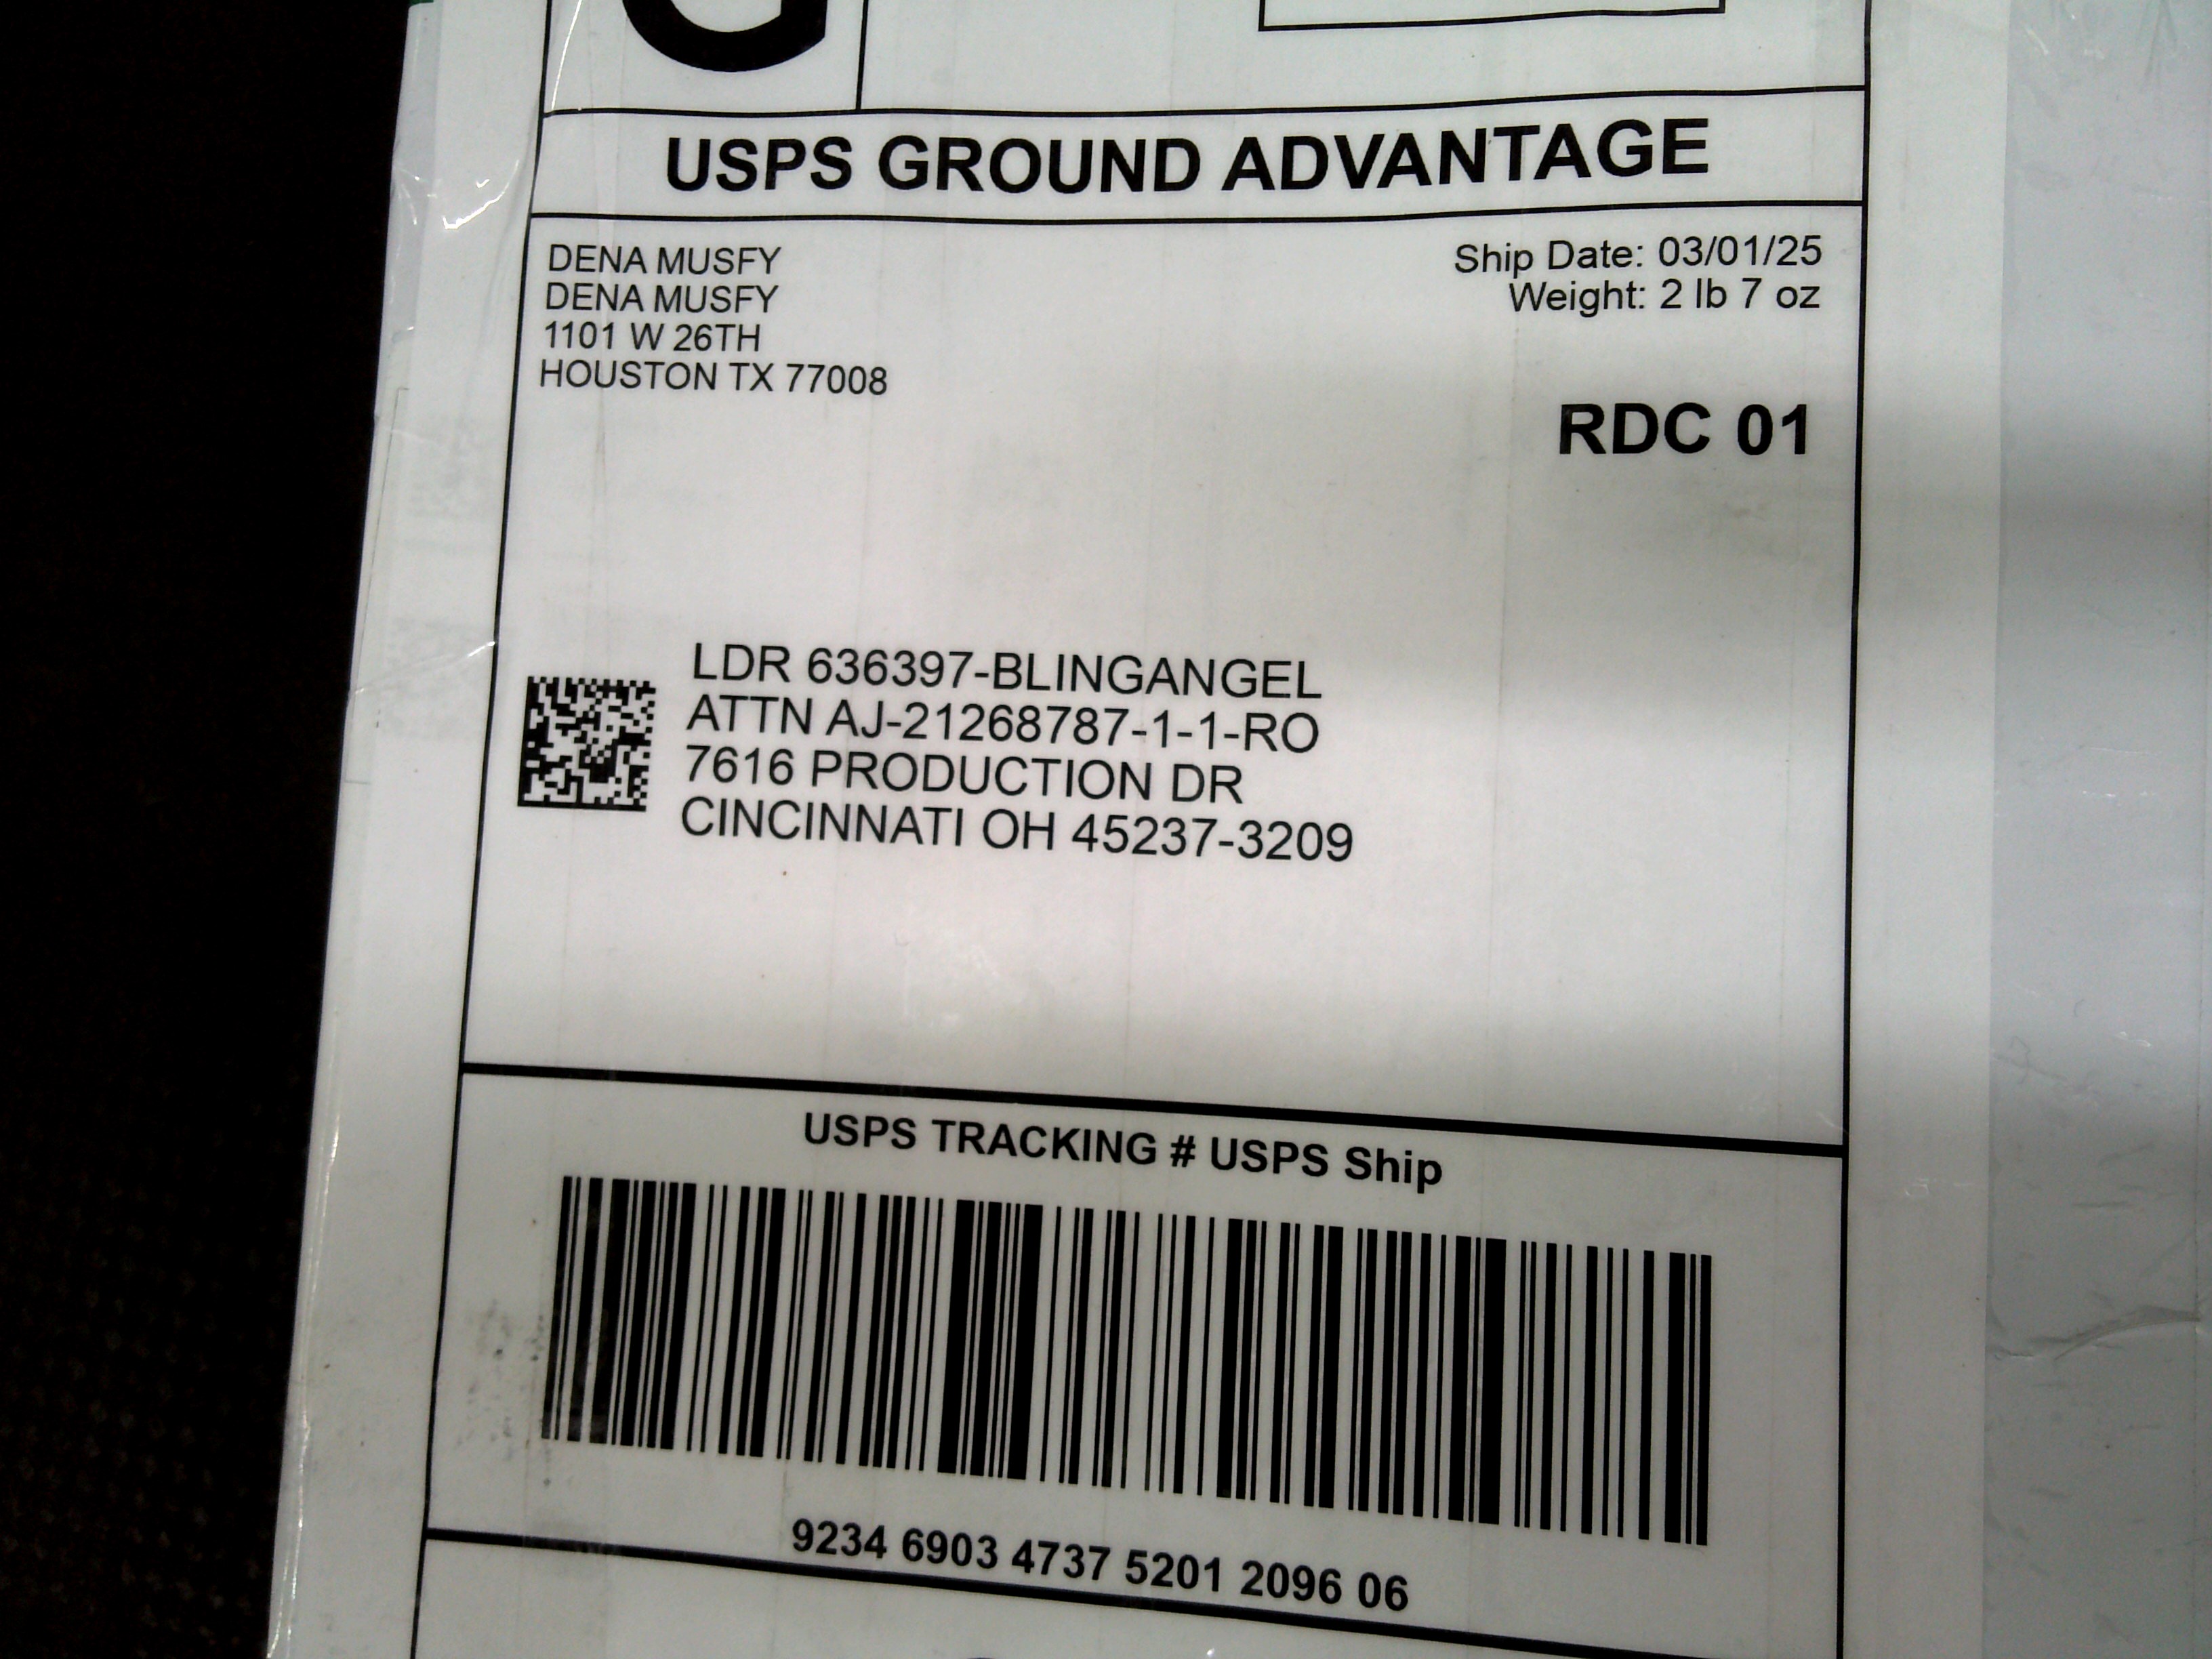 G
USPS GROUND ADVANTAGE
DENA MUSFY
DENA MUSFY
1101 W 26TH
HOUSTON TX 77008
Ship Date: 03/01/25
Weight: 2 lb 7 oz
RDC 01
LDR 636397-BLINGANGEL
ATTN AJ-21268787-1-1-RO
7616 PRODUCTION DR
CINCINNATI OH 45237-3209
USPS TRACKING # USPS Ship
9234 6903 4737 5201 2096 06